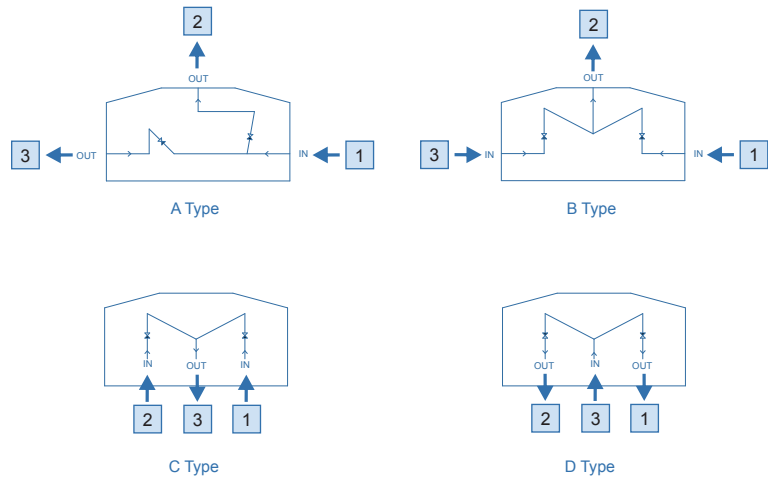 2
OUT
3 OUT IN 1
A Type
2
OUT
3 IN IN 1
B Type
IN OUT IN
2 3 1
C Type
OUT IN OUT
2 3 1
D Type